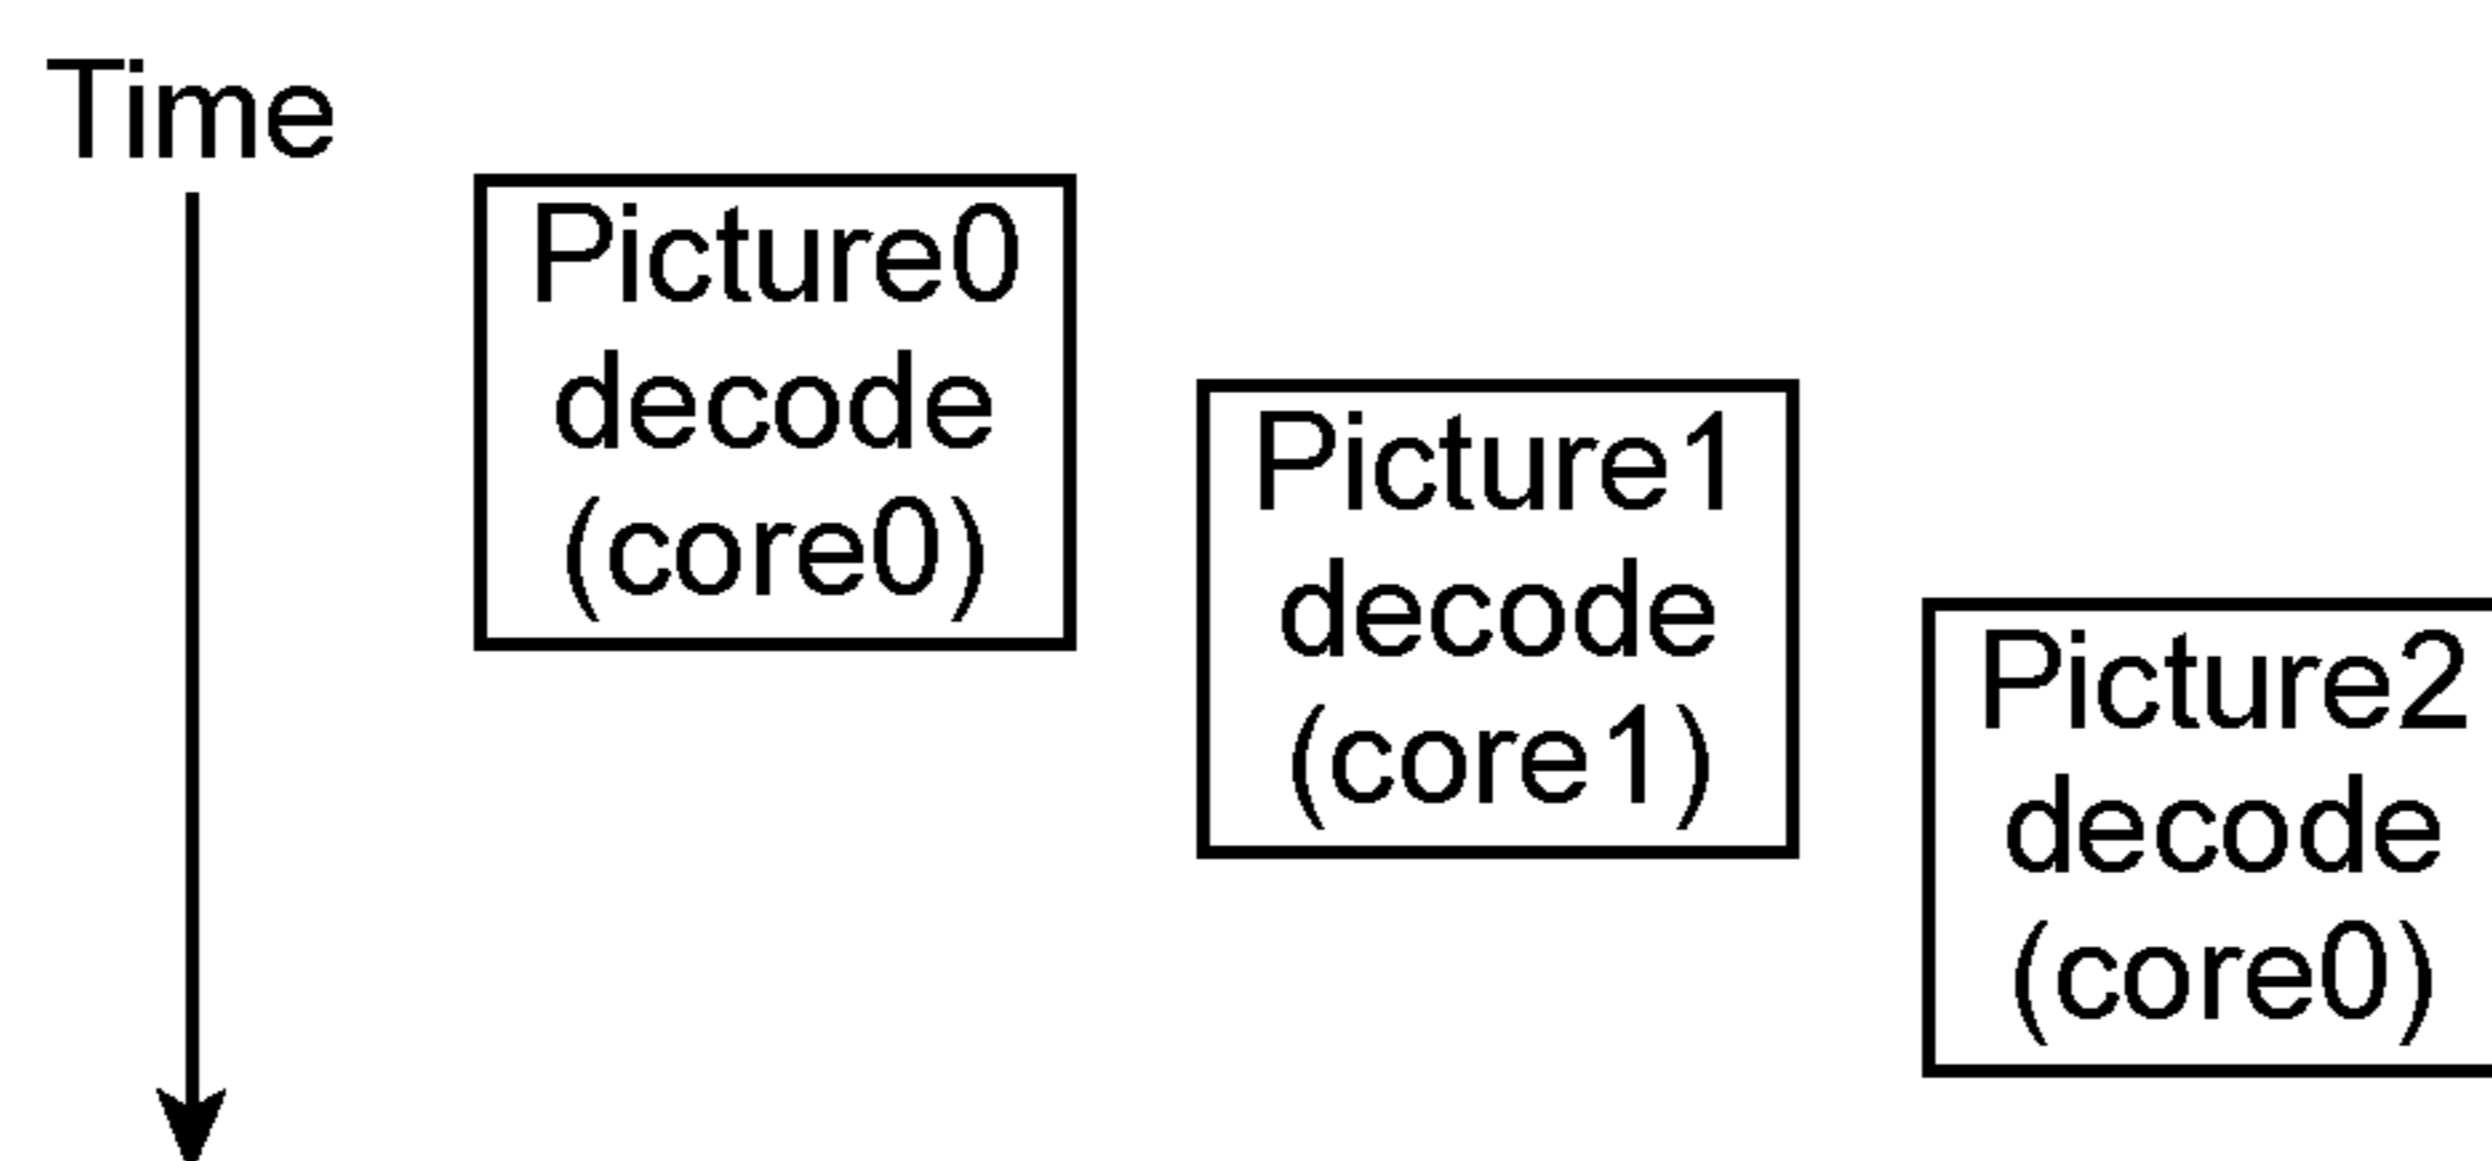 Time
Picture0
decode
(core0)
Picture1
decode
(core1)
Picture2
decode
(core0)